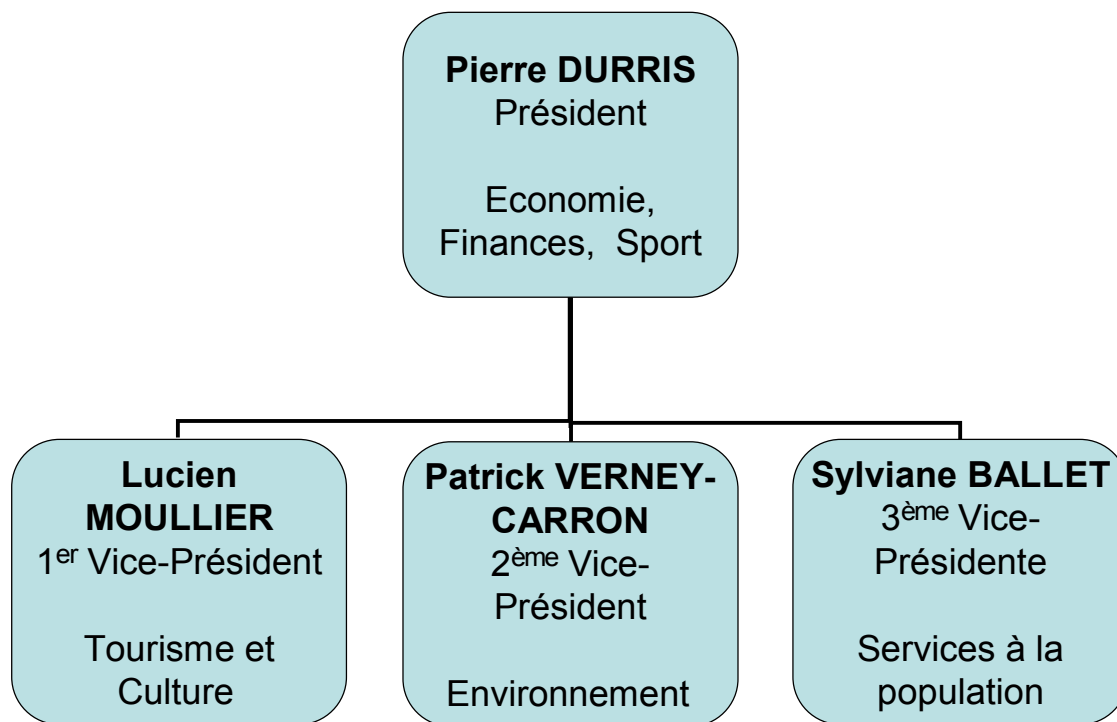 Pierre DURRIS
Président
Economie,
Finances, Sport
Lucien
MOULLIER
1er Vice-Président
Tourisme et
Culture
Patrick VERNEY-
CARRON
2ème Vice-
Président
Environnement
Sylviane BALLET
3ème Vice-
Présidente
Services à la
population